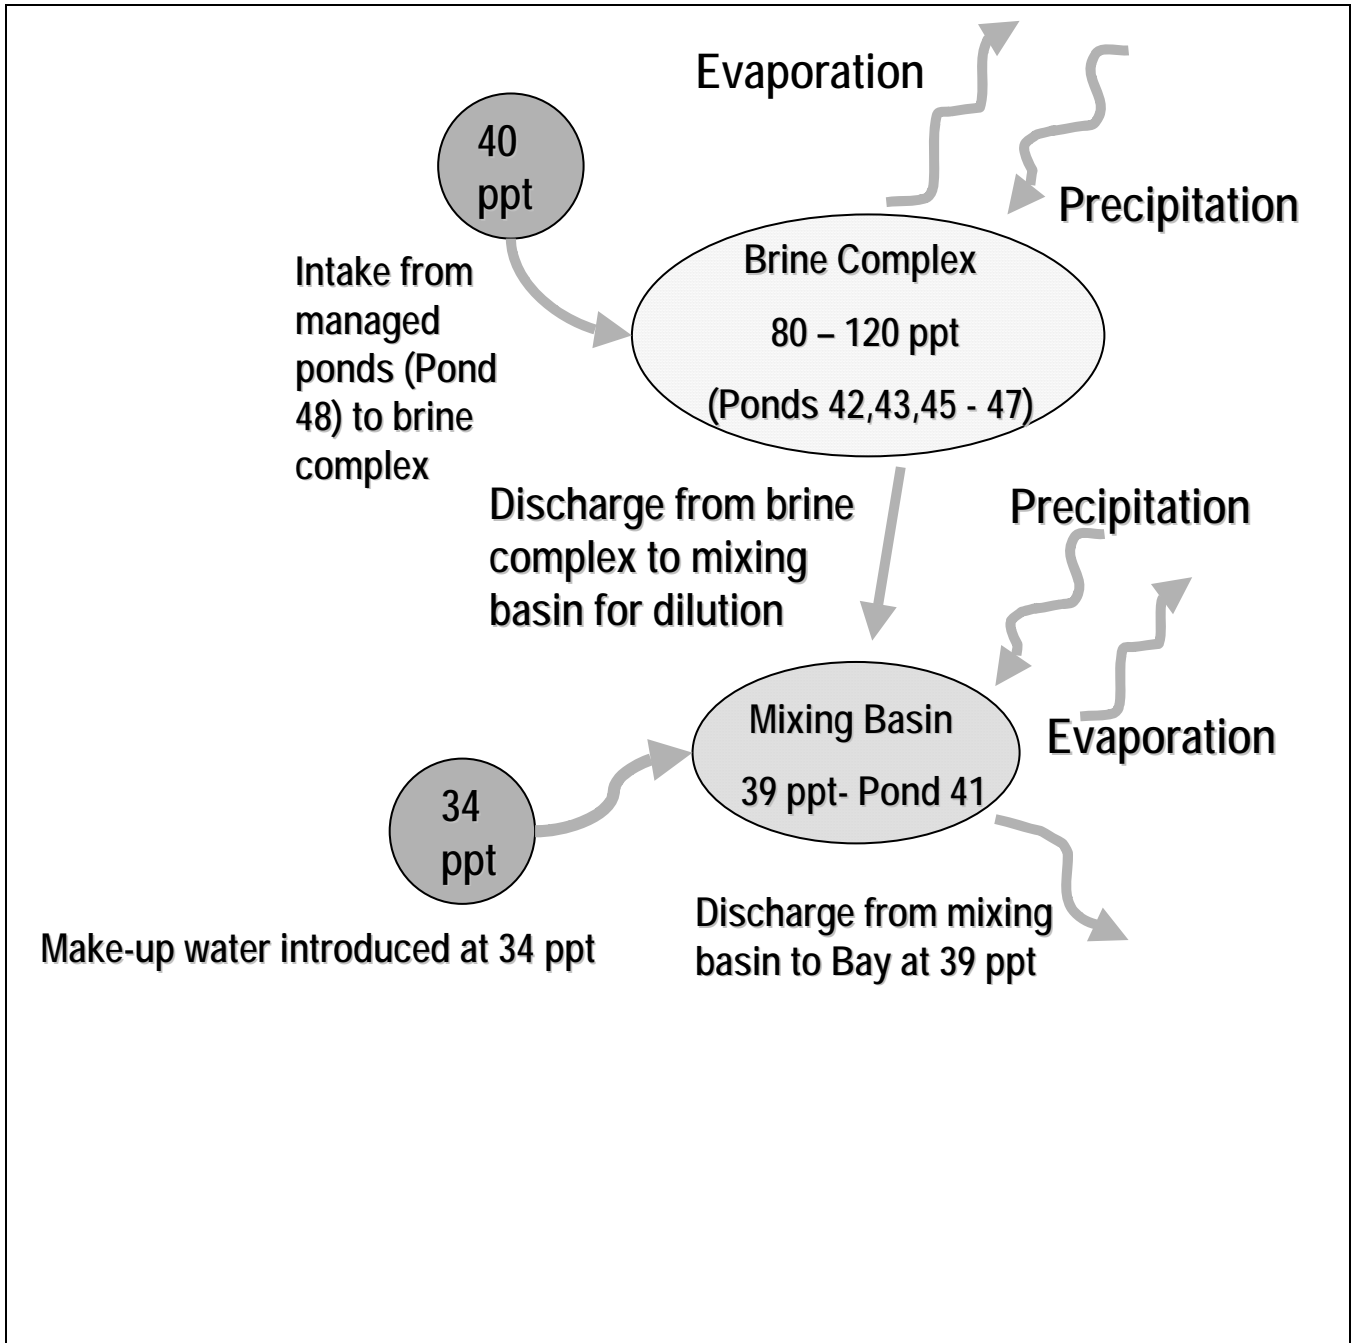 Evaporation
Precipitation
40
ppt
Intake from
managed
ponds (Pond
48) to brine
complex
Brine Complex
80 – 120 ppt
(Ponds 42,43,45 - 47)
Discharge from brine
complex to mixing
basin for dilution
Precipitation
Evaporation
Mixing Basin
39 ppt- Pond 41
34
ppt
Make-up water introduced at 34 ppt
Discharge from mixing
basin to Bay at 39 ppt